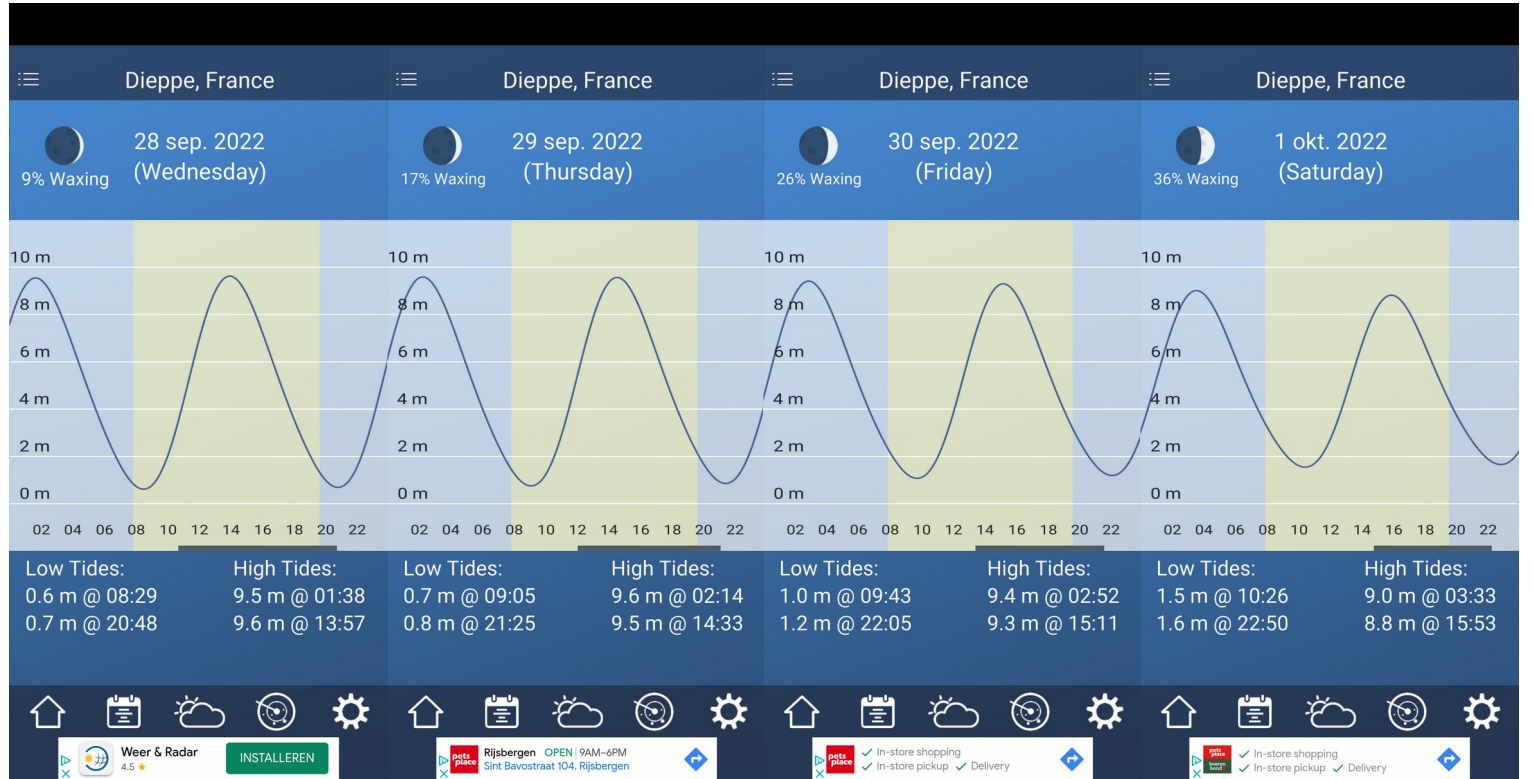 Dieppe, France
28 sep. 2022
(Wednesday)
9% Waxing
10 m
8 m
6 m
4 m
2 m
0 m
02 04 06 08 10 12 14 16 18 20 22
Low Tides:
0.6 m @ 08:29
0.7 m @ 20:48
High Tides:
9.5 m @ 01:38
9.6 m @ 13:57
Weer & Radar
4.5 ★
INSTALLEREN
Dieppe, France
29 sep. 2022
(Thursday)
17% Waxing
10 m
8 m
6 m
4 m
2 m
0 m
02 04 06 08 10 12 14 16 18 20 22
Low Tides:
0.7 m @ 09:05
0.8 m @ 21:25
High Tides:
9.6 m @ 02:14
9.5 m @ 14:33
pets place
Rijsbergen OPEN 9AM–6PM
Sint Bavostraat 104, Rijsbergen
Dieppe, France
30 sep. 2022
(Friday)
26% Waxing
10 m
8 m
6 m
4 m
2 m
0 m
02 04 06 08 10 12 14 16 18 20 22
Low Tides:
1.0 m @ 09:43
1.2 m @ 22:05
High Tides:
9.4 m @ 02:52
9.3 m @ 15:11
pets place
✓ In-store shopping
✓ In-store pickup ✓ Delivery
Dieppe, France
1 okt. 2022
(Saturday)
36% Waxing
10 m
8 m
6 m
4 m
2 m
0 m
02 04 06 08 10 12 14 16 18 20 22
Low Tides:
1.5 m @ 10:26
1.6 m @ 22:50
High Tides:
9.0 m @ 03:33
8.8 m @ 15:53
pets place
boeren bond
✓ In-store shopping
✓ In-store pickup ✓ Delivery